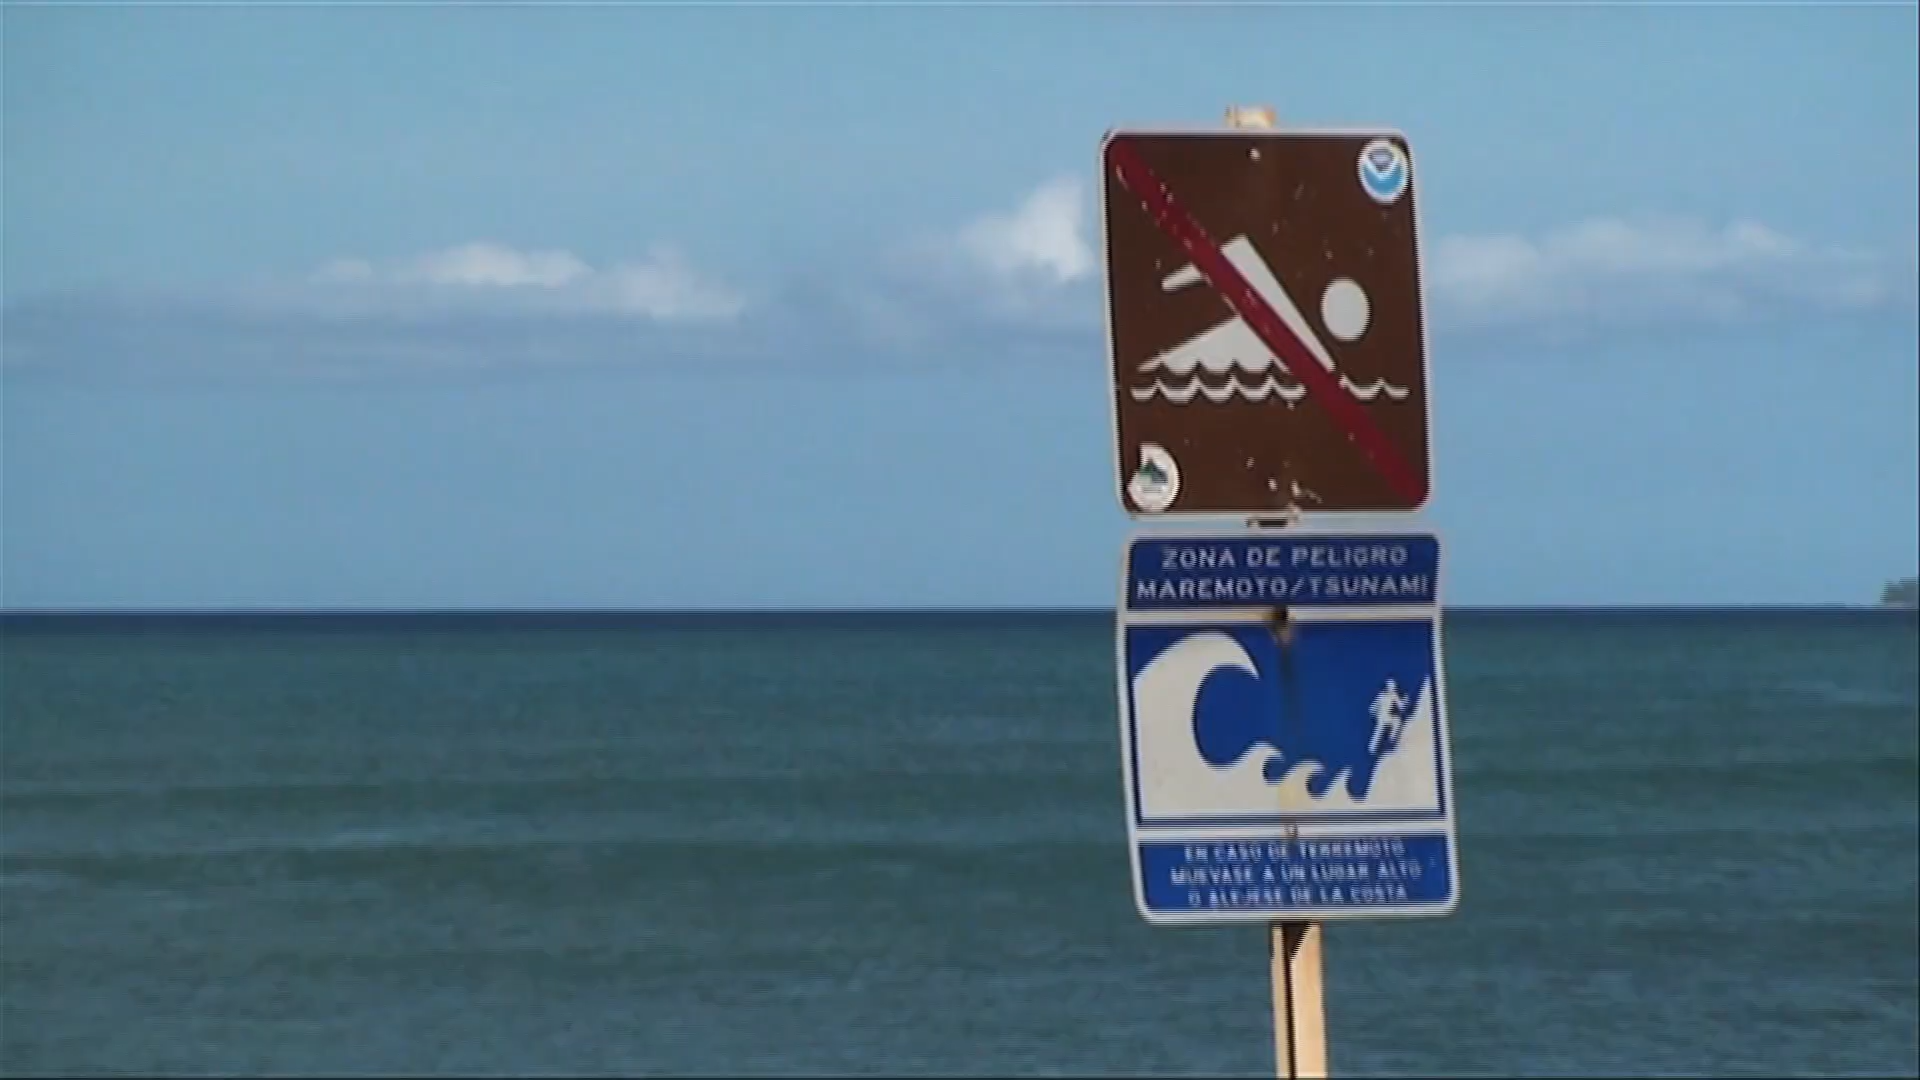 ZONA DE PELIGRO
MAREMOTO/TSUNAMI
EN CASO DE TERREMOTO
MUEVASE A UN LUGAR ALTO
O ALEJESE DE LA COSTA